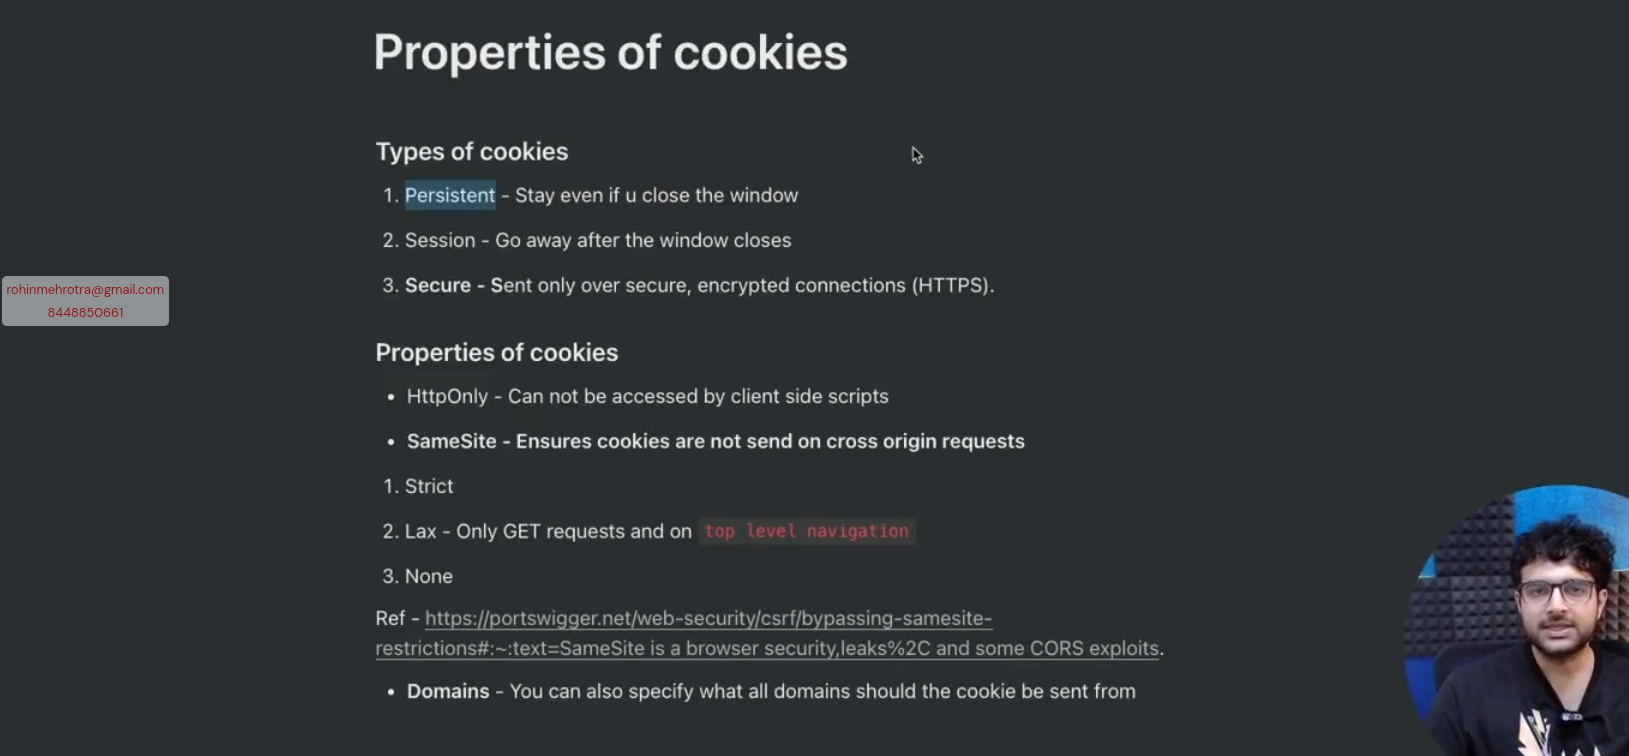 Properties of cookies
Types of cookies
1. Persistent - Stay even if u close the window
2. Session - Go away after the window closes
3. Secure - Sent only over secure, encrypted connections (HTTPS).
rohinmehrotra@gmail.com
8448850661
Properties of cookies
• HttpOnly - Can not be accessed by client side scripts
• SameSite - Ensures cookies are not send on cross origin requests
1. Strict
2. Lax - Only GET requests and on top level navigation
3. None
Ref - https://portswigger.net/web-security/csrf/bypassing-samesite-
restrictions#:~:text=SameSite is a browser security,leaks%2C and some CORS exploits.
• Domains - You can also specify what all domains should the cookie be sent from